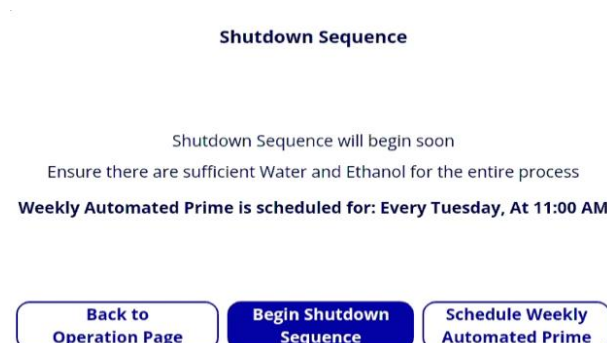 Shutdown Sequence
Shutdown Sequence will begin soon
Ensure there are sufficient Water and Ethanol for the entire process
Weekly Automated Prime is scheduled for: Every Tuesday, At 11:00 AM
Back to
Operation Page
Begin Shutdown
Sequence
Schedule Weekly
Automated Prime